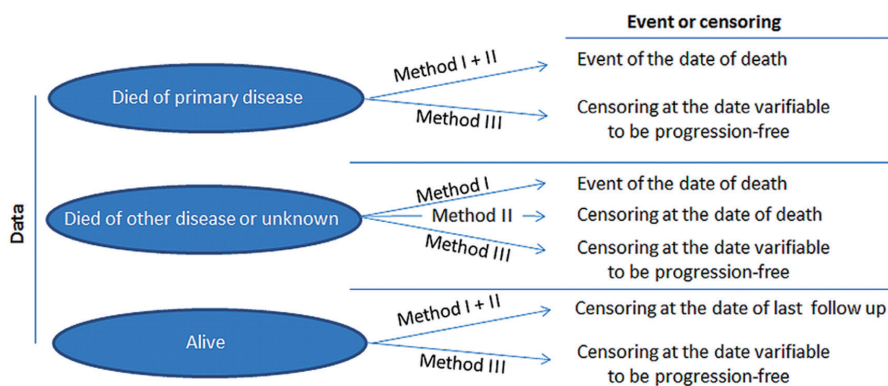 Event or censoring
Data
Died of primary disease
Method I + II
Event of the date of death
Method III
Censoring at the date varifiable
to be progression-free
Died of other disease or unknown
Method I
Event of the date of death
Method II
Censoring at the date of death
Method III
Censoring at the date varifiable
to be progression-free
Alive
Method I + II
Censoring at the date of last follow up
Method III
Censoring at the date varifiable
to be progression-free